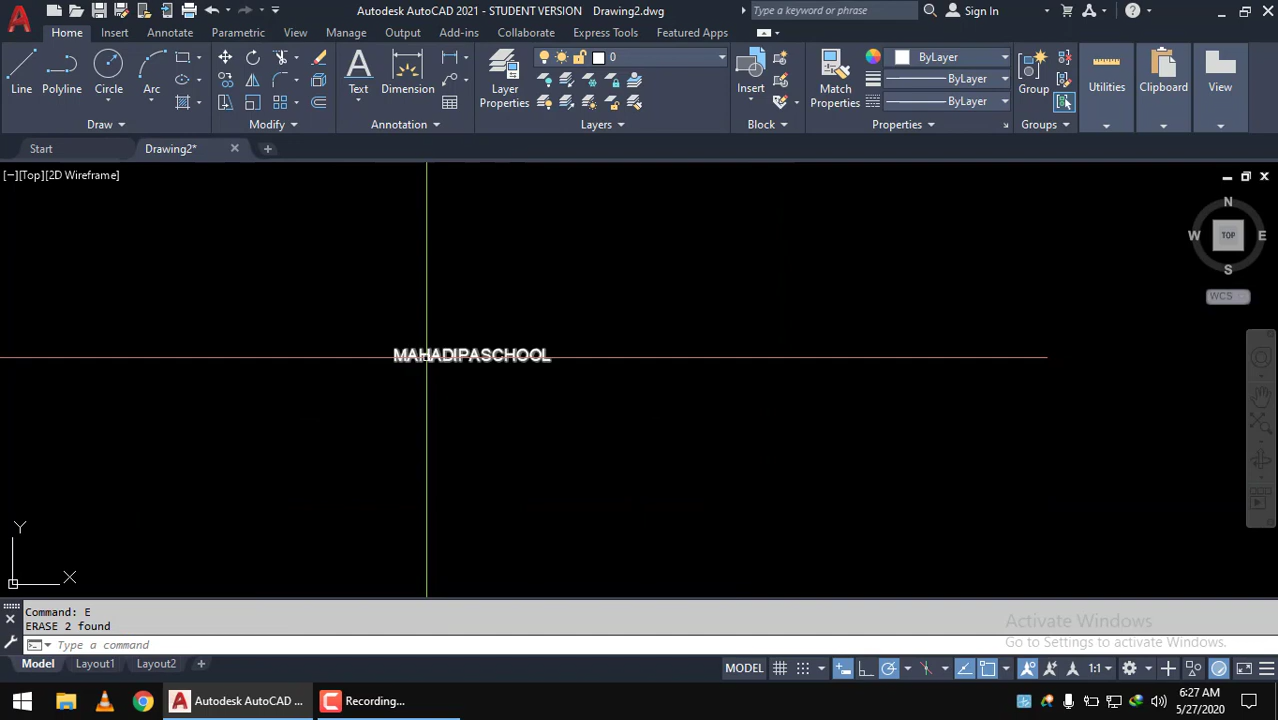 Autodesk AutoCAD 2021 - STUDENT VERSION Drawing2.dwg
Type a keyword or phrase
Sign In
Home Insert Annotate Parametric View Manage Output Add-ins Collaborate Express Tools Featured Apps
Line Polyline Circle Arc
Text Dimension
Layer Properties
0
Insert
Match Properties
ByLayer
ByLayer
ByLayer
Group
Utilities Clipboard View
Draw Modify Annotation Layers Block Properties Groups
Start Drawing2*
[−][Top][2D Wireframe]
N
W TOP E
S
WCS
MAHADIPASCHOOL
Y
X
Command: E
ERASE 2 found
Type a command
Activate Windows
Go to Settings to activate Windows.
Model Layout1 Layout2
MODEL 1:1
Autodesk AutoCAD ... Recording...
6:27 AM
5/27/2020